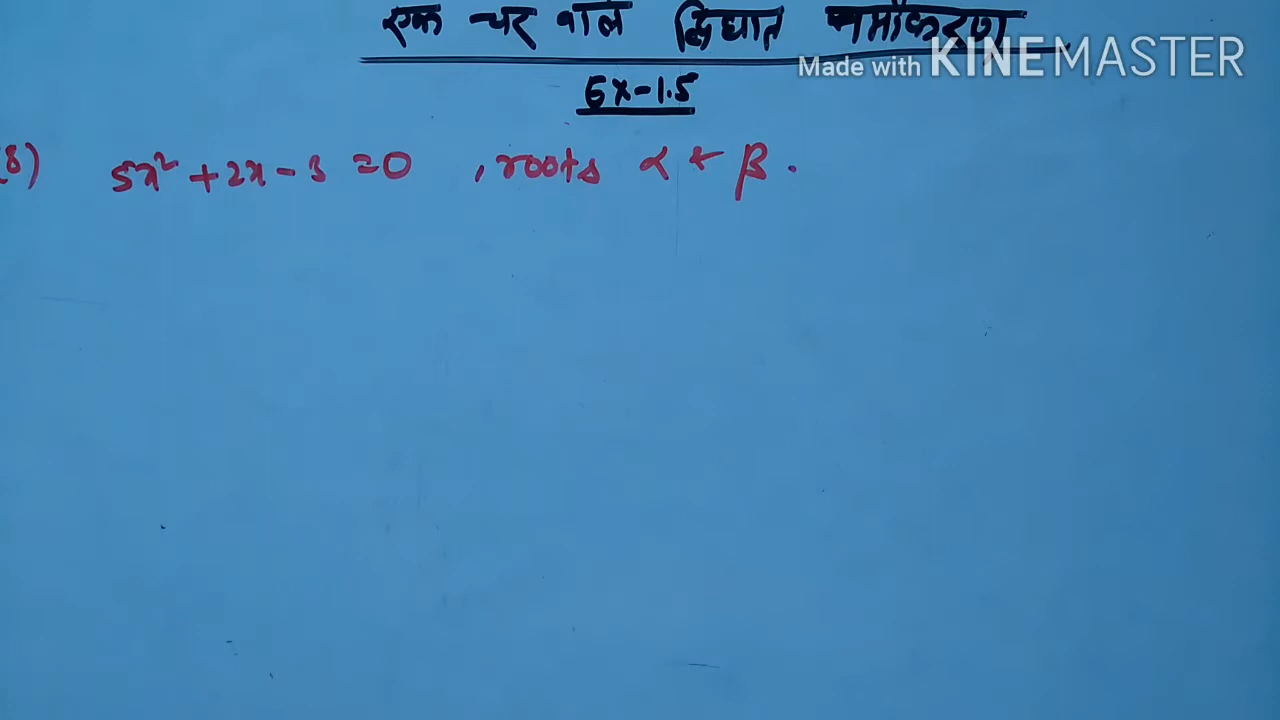 एक चर वाले द्विघात समीकरण
Made with KINEMASTER
Ex-1.5
(8) 5x² + 2x - 3 = 0 , roots α & β .